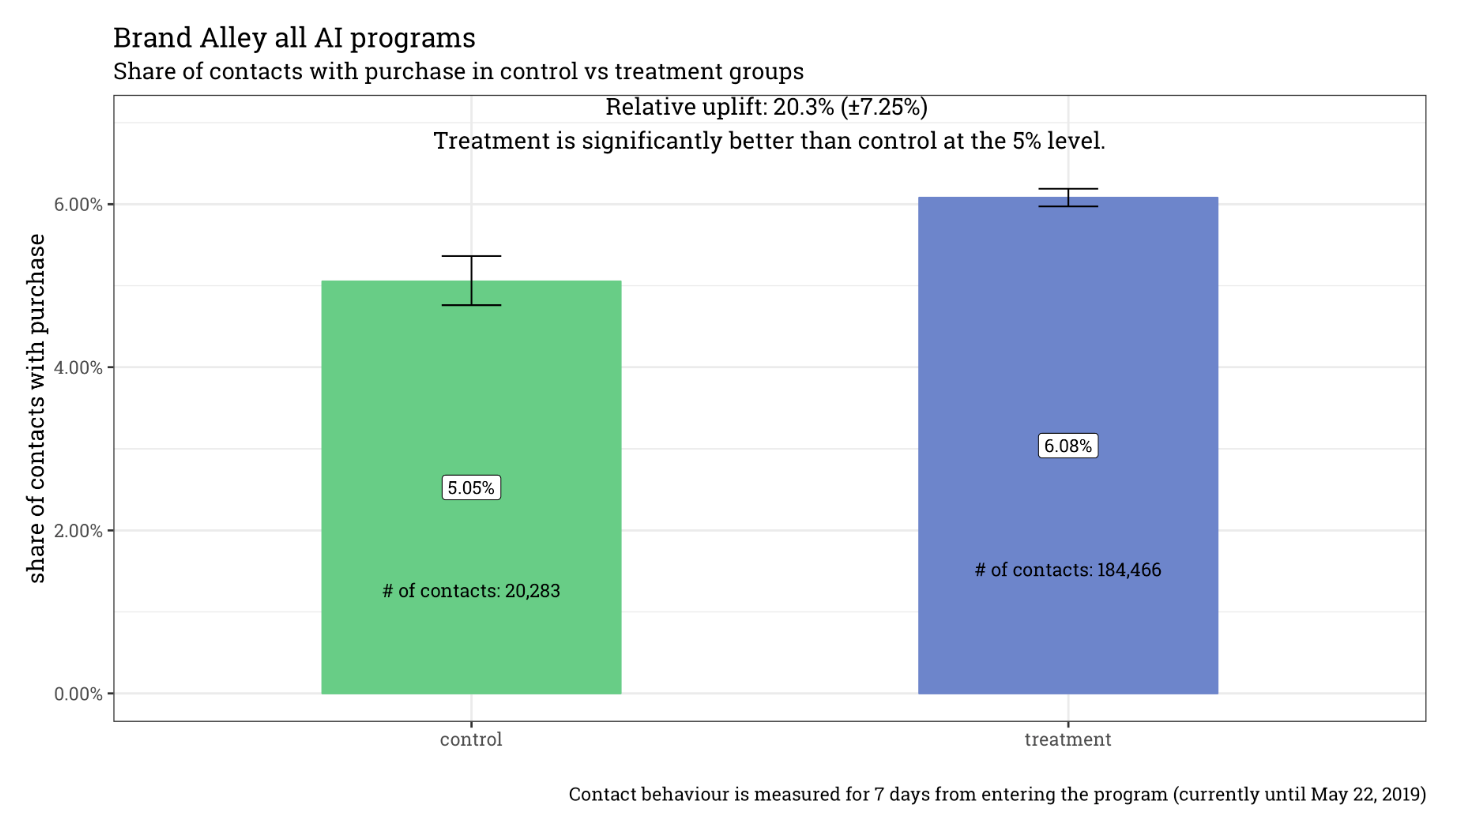 Brand Alley all AI programs
Share of contacts with purchase in control vs treatment groups
Relative uplift: 20.3% (±7.25%)
Treatment is significantly better than control at the 5% level.
share of contacts with purchase
6.00%
4.00%
2.00%
0.00%
5.05%
# of contacts: 20,283
6.08%
# of contacts: 184,466
control
treatment
Contact behaviour is measured for 7 days from entering the program (currently until May 22, 2019)